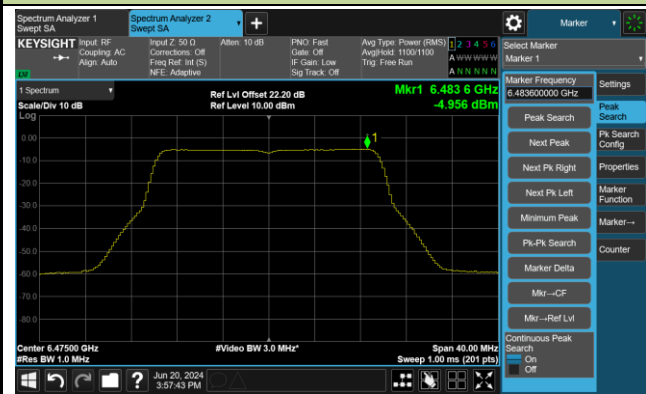 Spectrum Analyzer 1
Swept SA
Spectrum Analyzer 2
Swept SA
+
Marker
KEYSIGHT
Input: RF
Coupling: AC
Align: Auto
Input Z: 50 Ω
Corrections: Off
Freq Ref: Int (S)
NFE: Adaptive
Atten: 10 dB
PNO: Fast
Gate: Off
IF Gain: Low
Sig Track: Off
Avg Type: Power (RMS)
Avg|Hold: 1100/1100
Trig: Free Run
1 2 3 4 5 6
A W W W W W
A N N N N N
Select Marker
Marker 1
LXI
1 Spectrum
Scale/Div 10 dB
Log
Ref Lvl Offset 22.20 dB
Ref Level 10.00 dBm
Mkr1 6.483 6 GHz
-4.956 dBm
1
0.00
-10.0
-20.0
-30.0
-40.0
-50.0
-60.0
-70.0
-80.0
Center 6.47500 GHz
#Res BW 1.0 MHz
#Video BW 3.0 MHz*
Span 40.00 MHz
Sweep 1.00 ms (201 pts)
Marker Frequency
6.483600000 GHz
Peak Search
Next Peak
Next Pk Right
Next Pk Left
Minimum Peak
Pk-Pk Search
Marker Delta
Mkr→CF
Mkr→Ref Lvl
Continuous Peak
Search
On
Off
Settings
Peak
Search
Pk Search
Config
Properties
Marker
Function
Marker→
Counter
?
Jun 20, 2024
3:57:43 PM